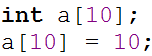 int a[10];
a[10] = 10;